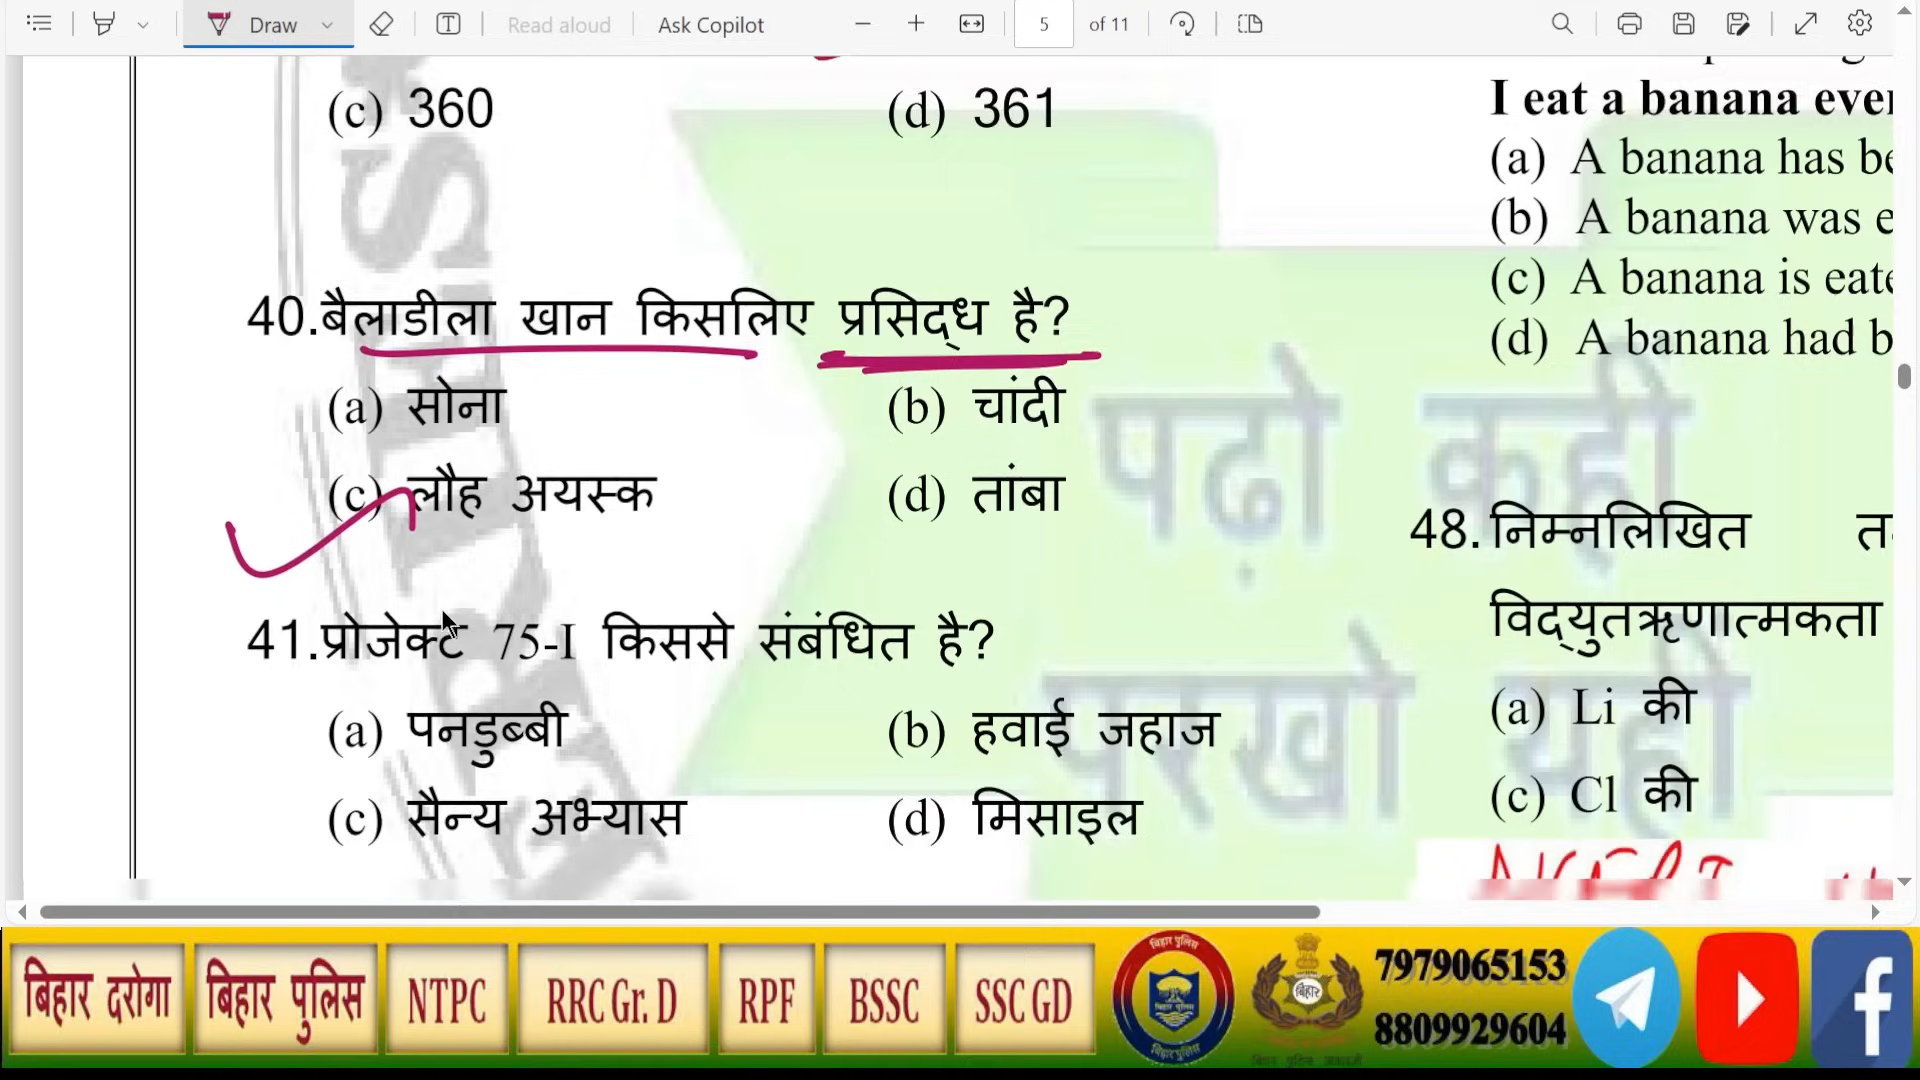 Draw
Read aloud
Ask Copilot
5 of 11
(c) 360 (d) 361
40.बैलाडीला खान किसलिए प्रसिद्ध है?
(a) सोना (b) चांदी
(c) लौह अयस्क (d) तांबा
41.प्रोजेक्ट 75-I किससे संबंधित है?
(a) पनडुब्बी (b) हवाई जहाज
(c) सैन्य अभ्यास (d) मिसाइल
I eat a banana
(a) A banana has
(b) A banana was
(c) A banana is
(d) A banana had
48. निम्नलिखित
विद्युतऋणात्मकता
(a) Li की
(c) Cl की
पढ़ो कही
परखो यही
बिहार दरोगा
बिहार पुलिस
NTPC
RRC Gr. D
RPF
BSSC
SSC GD
बिहार पुलिस
बिहार
7979065153
8809929604